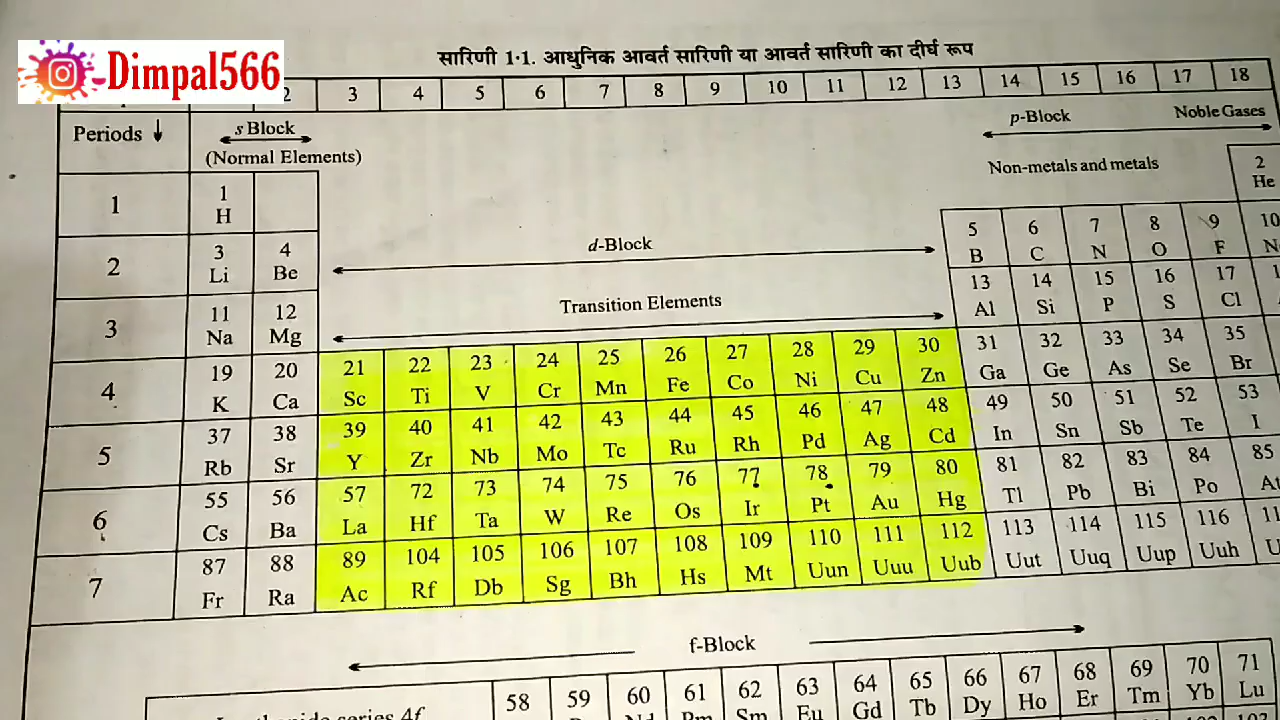 Dimpal566
सारिणी 1·1. आधुनिक आवर्त सारिणी या आवर्त सारिणी का दीर्घ रूप
2 3 4 5 6 7 8 9 10 11 12 13 14 15 16 17 18
Periods ↓ s Block p-Block Noble Gases
(Normal Elements) Non-metals and metals
1 1 2
H He
d-Block
2 3 4 5 6 7 8 9 10
Li Be B C N O F
Transition Elements
3 11 12 13 14 15 16 17
Na Mg Al Si P S Cl
4 19 20 21 22 23 24 25 26 27 28 29 30 31 32 33 34 35
K Ca Sc Ti V Cr Mn Fe Co Ni Cu Zn Ga Ge As Se Br
5 37 38 39 40 41 42 43 44 45 46 47 48 49 50 51 52 53
Rb Sr Y Zr Nb Mo Tc Ru Rh Pd Ag Cd In Sn Sb Te I
6 55 56 57 72 73 74 75 76 77 78 79 80 81 82 83 84 85
Cs Ba La Hf Ta W Re Os Ir Pt Au Hg Tl Pb Bi Po At
7 87 88 89 104 105 106 107 108 109 110 111 112 113 114 115 116
Fr Ra Ac Rf Db Sg Bh Hs Mt Uun Uuu Uub Uut Uuq Uup Uuh
f-Block
58 59 60 61 62 63 64 65 66 67 68 69 70 71
series 4f Pm Sm Eu Gd Tb Dy Ho Er Tm Yb Lu